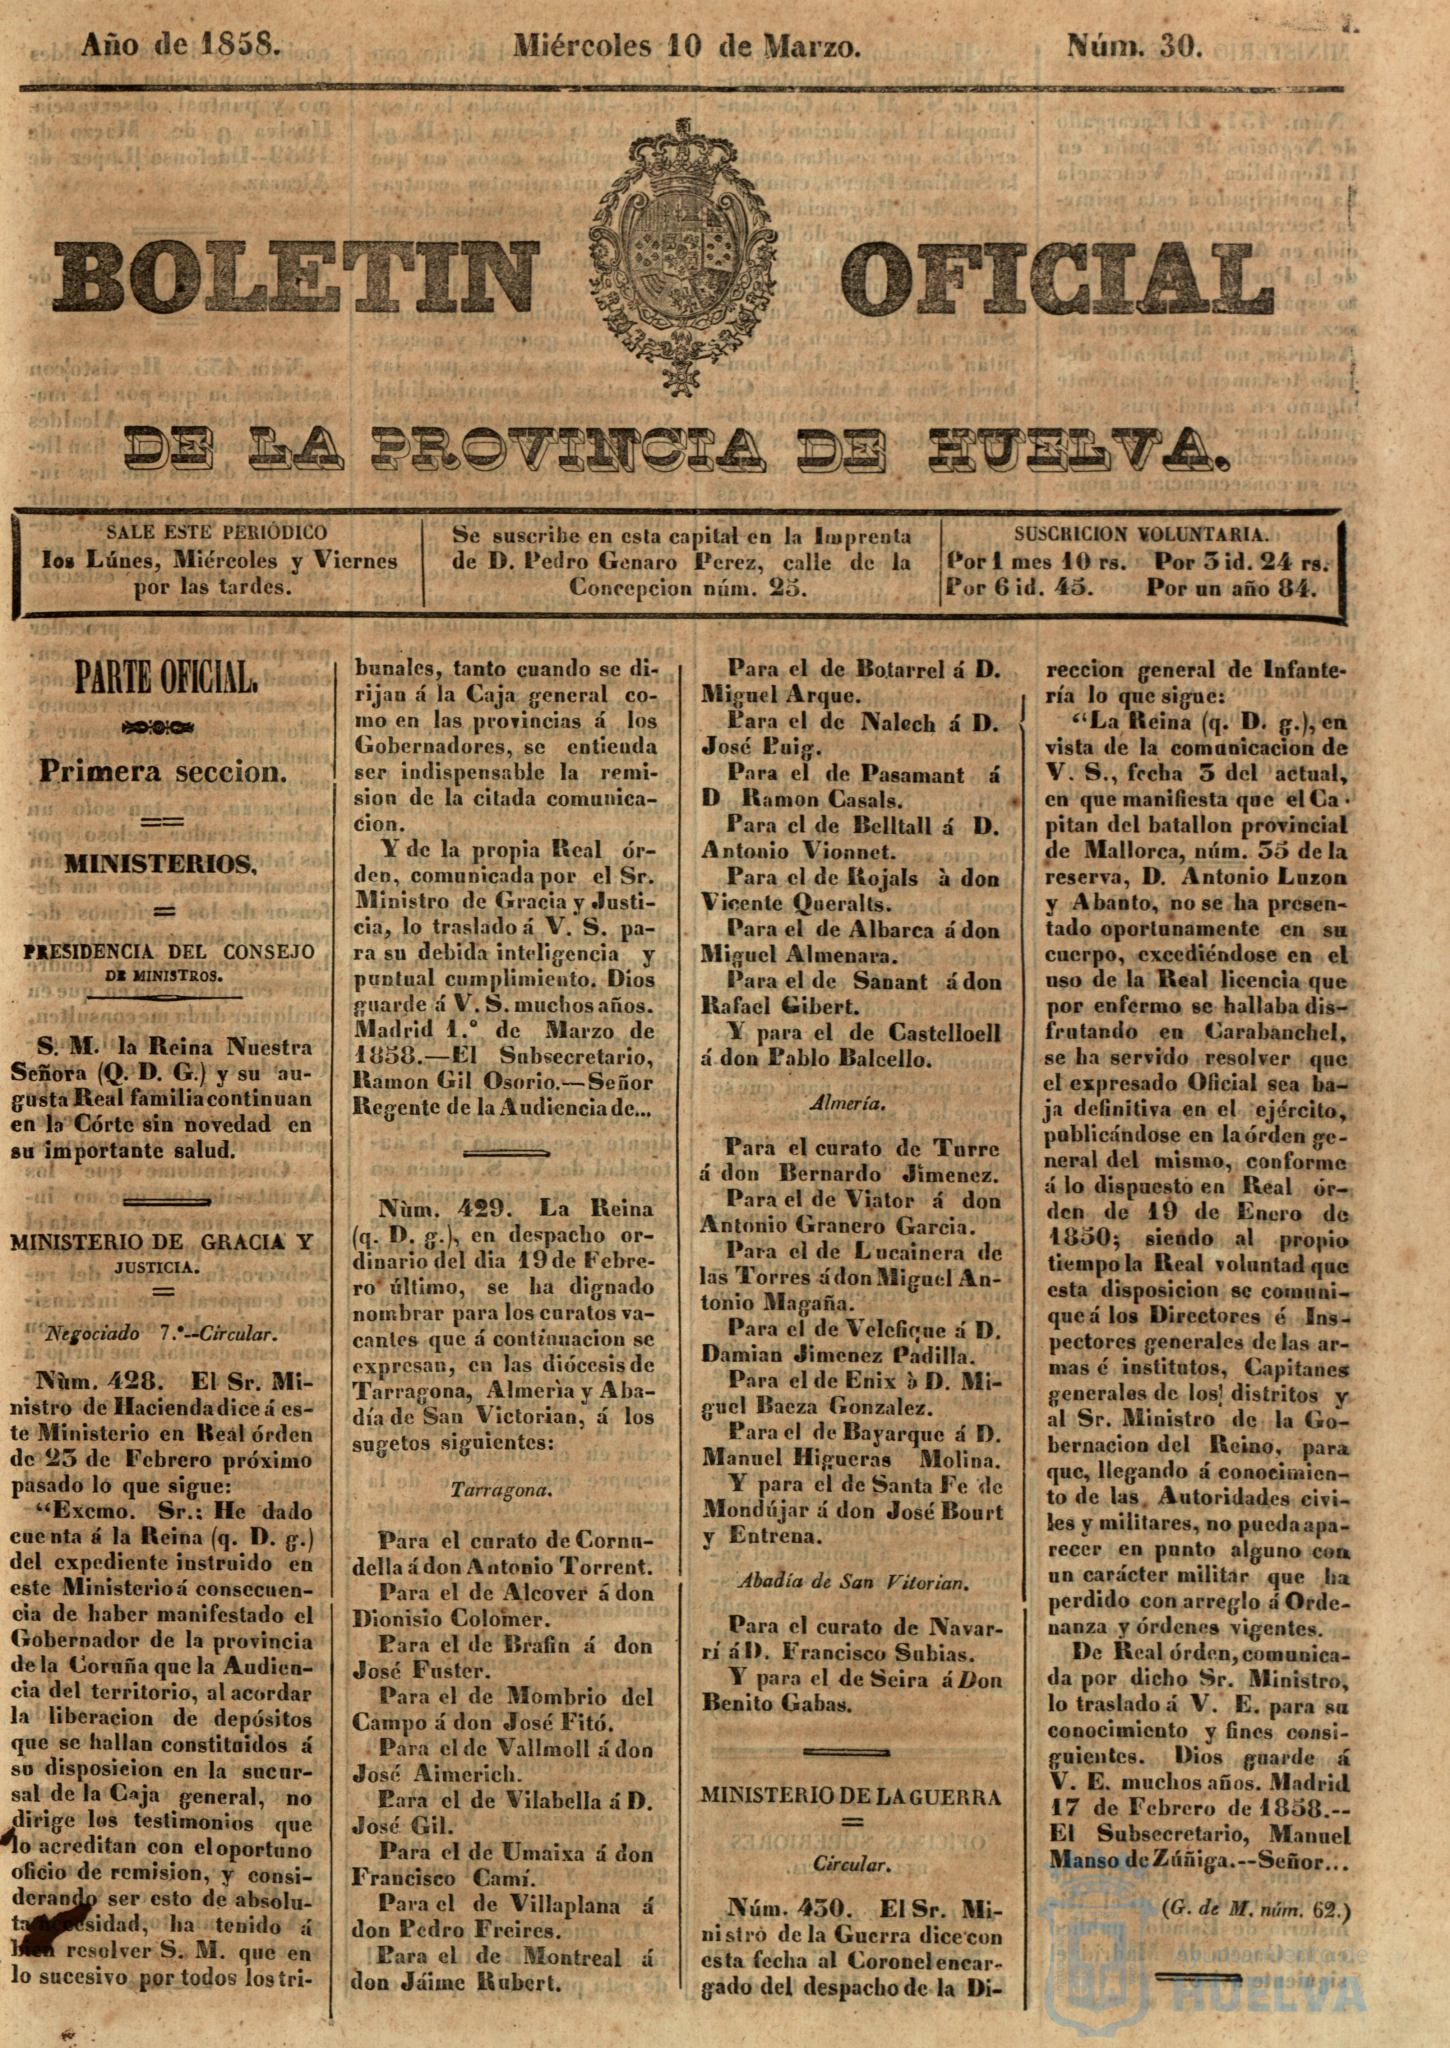 Año de 1858.
Miércoles 10 de Marzo.
Núm. 30.
BOLETIN OFICIAL
DE LA PROVINCIA DE HUELVA.
SALE ESTE PERIÓDICO
los Lúnes, Miércoles y Viernes
por las tardes.
Se suscribe en esta capital en la Imprenta
de D. Pedro Genaro Perez, calle de la
Concepcion núm. 25.
SUSCRICION VOLUNTARIA.
Por 1 mes 10 rs. Por 3 id. 24 rs.
Por 6 id. 45. Por un año 84.
PARTE OFICIAL.
Primera seccion.
MINISTERIOS.
PRESIDENCIA DEL CONSEJO
DE MINISTROS.
S. M. la Reina Nuestra
Señora (Q. D. G.) y su au-
gusta Real familia continuan
en la Córte sin novedad en
su importante salud.
MINISTERIO DE GRACIA Y
JUSTICIA.
Negociado 7.º--Circular.
Nùm. 428. El Sr. Mi-
nistro de Hacienda dice á es-
te Ministerio en Real órden
de 23 de Febrero próximo
pasado lo que sigue:
“Excmo. Sr.: He dado
cuenta á la Reina (q. D. g.)
del expediente instruido en
este Ministerio á consecuen-
cia de haber manifestado el
Gobernador de la provincia
de la Coruña que la Audien-
cia del territorio, al acordar
la liberacion de depósitos
que se hallan constituidos á
su disposicion en la sucur-
sal de la Caja general, no
dirige los testimonios que
lo acreditan con el oportuno
oficio de remision, y consi-
derando ser esto de absolu-
ta necesidad, ha tenido á
bien resolver S. M. que en
lo sucesivo por todos los tri-
bunales, tanto cuando se di-
rijan á la Caja general co-
mo en las provincias á los
Gobernadores, se entienda
ser indispensable la remi-
sion de la citada comunica-
cion.
Y de la propia Real ór-
den, comunicada por el Sr.
Ministro de Gracia y Justi-
cia, lo traslado á V. S. pa-
ra su debida inteligencia y
puntual cumplimiento. Dios
guarde á V. S. muchos años.
Madrid 1.º de Marzo de
1858.—El Subsecretario,
Ramon Gil Osorio.—Señor
Regente de la Audiencia de...
Nùm. 429. La Reina
(q. D. g.), en despacho or-
dinario del dia 19 de Febre-
ro último, se ha dignado
nombrar para los curatos va-
cantes que á continuacion se
expresan, en las diócesis de
Tarragona, Almerìa y Aba-
día de San Victorian, á los
sugetos siguientes:
Tarragona.
Para el curato de Cornu-
della á don Antonio Torrent.
Para el de Alcover á don
Dionisio Colomer.
Para el de Brafin á don
José Fuster.
Para el de Mombrio del
Campo á don José Fitó.
Para el de Vallmoll á don
José Aimerich.
Para el de Vilabella á D.
José Gil.
Para el de Umaixa á don
Francisco Camí.
Para el de Villaplana á
don Pedro Freires.
Para el de Montreal á
don Jáime Rubert.
Para el de Botarrel á D.
Miguel Arque.
Para el de Nalech á D.
José Puig.
Para el de Pasamant á
D Ramon Casals.
Para el de Belltall á D.
Antonio Vionnet.
Para el de Rojals à don
Vicente Queralts.
Para el de Albarca á don
Miguel Almenara.
Para el de Sanant á don
Rafael Gibert.
Y para el de Castelloell
á don Pablo Balcello.
Almería.
Para el curato de Turre
á don Bernardo Jimenez.
Para el de Viator á don
Antonio Granero Garcia.
Para el de Lucainera de
las Torres á don Miguel An-
tonio Magaña.
Para el de Velefique á D.
Damian Jimenez Padilla.
Para el de Enix à D. Mi-
guel Baeza Gonzalez.
Para el de Bayarque á D.
Manuel Higueras Molina.
Y para el de Santa Fe de
Mondújar á don José Bourt
y Entrena.
Abadía de San Vitorian.
Para el curato de Navar-
rí á D. Francisco Subias.
Y para el de Seira á Don
Benito Gabas.
MINISTERIO DE LA GUERRA
Circular.
Núm. 430. El Sr. Mi-
nistro de la Guerra dice con
esta fecha al Coronel encar-
gado del despacho de la Di-
reccion general de Infante-
ría lo que sigue:
“La Reina (q. D. g.), en
vista de la comunicacion de
V. S., fecha 3 del actual,
en que manifiesta que el Ca-
pitan del batallon provincial
de Mallorca, núm. 35 de la
reserva, D. Antonio Luzon
y Abanto, no se ha presen-
tado oportunamente en su
cuerpo, excediéndose en el
uso de la Real licencia que
por enfermo se hallaba dis-
frutando en Carabanchel,
se ha servido resolver que
el expresado Oficial sea ba-
ja definitiva en el ejército,
publicándose en la órden ge-
neral del mismo, conforme
á lo dispuesto en Real ór-
den de 19 de Enero de
1850; siendo al propio
tiempo la Real voluntad que
esta disposicion se comuni-
que á los Directores é Ins-
pectores generales de las ar-
mas é institutos, Capitanes
generales de los distritos y
al Sr. Ministro de la Go-
bernacion del Reino, para
que, llegando á conocimien-
to de las Autoridades civi-
les y militares, no pueda apa-
recer en punto alguno con
un carácter militar que ha
perdido con arreglo á Orde-
nanza y órdenes vigentes.
De Real órden, comunica-
da por dicho Sr. Ministro,
lo traslado á V. E. para su
conocimiento y fines consi-
guientes. Dios guarde á
V. E. muchos años. Madrid
17 de Febrero de 1858.--
El Subsecretario, Manuel
Manso de Zúñiga.--Señor...
(G. de M. núm. 62.)
HUELVA